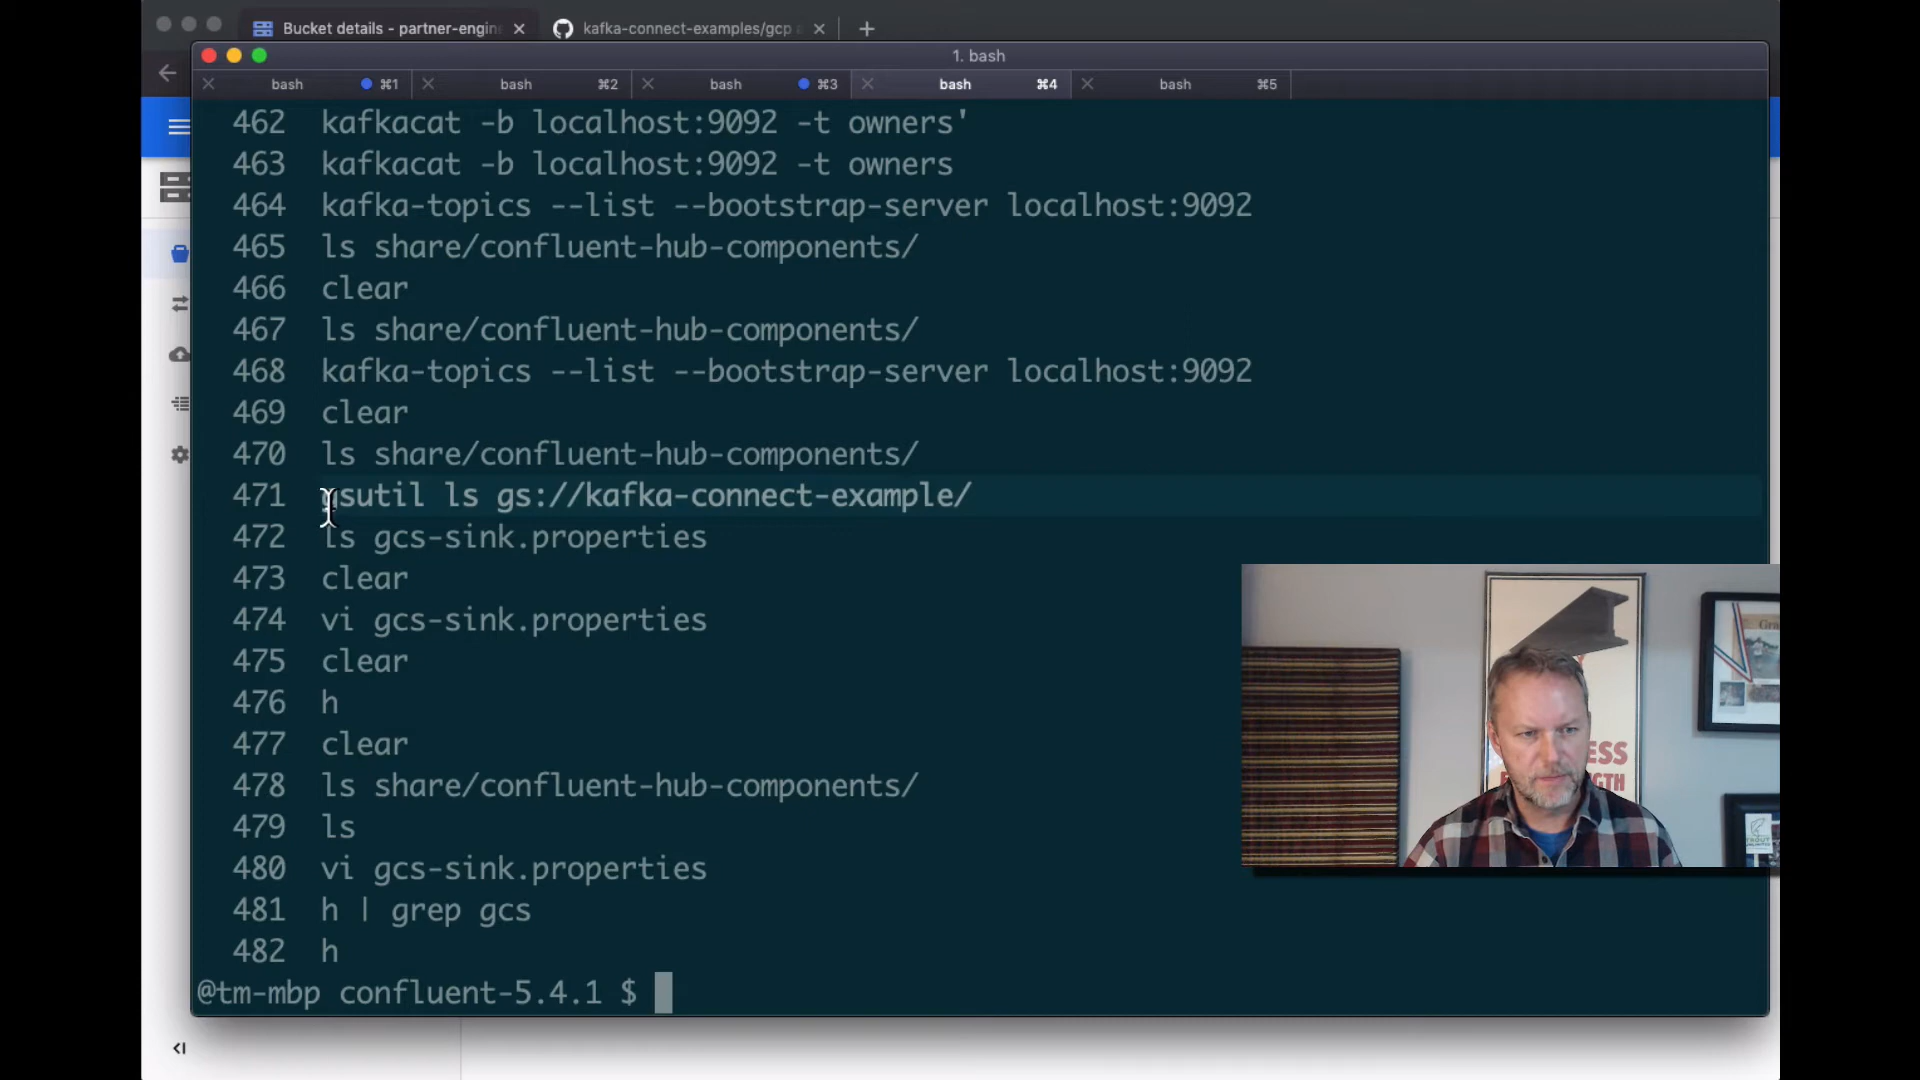 Bucket details - partner-engin
kafka-connect-examples/gcp
1. bash
bash ⌘1 bash ⌘2 bash ⌘3 bash ⌘4 bash ⌘5
462 kafkacat -b localhost:9092 -t owners'
463 kafkacat -b localhost:9092 -t owners
464 kafka-topics --list --bootstrap-server localhost:9092
465 ls share/confluent-hub-components/
466 clear
467 ls share/confluent-hub-components/
468 kafka-topics --list --bootstrap-server localhost:9092
469 clear
470 ls share/confluent-hub-components/
471 gsutil ls gs://kafka-connect-example/
472 ls gcs-sink.properties
473 clear
474 vi gcs-sink.properties
475 clear
476 h
477 clear
478 ls share/confluent-hub-components/
479 ls
480 vi gcs-sink.properties
481 h | grep gcs
482 h
@tm-mbp confluent-5.4.1 $